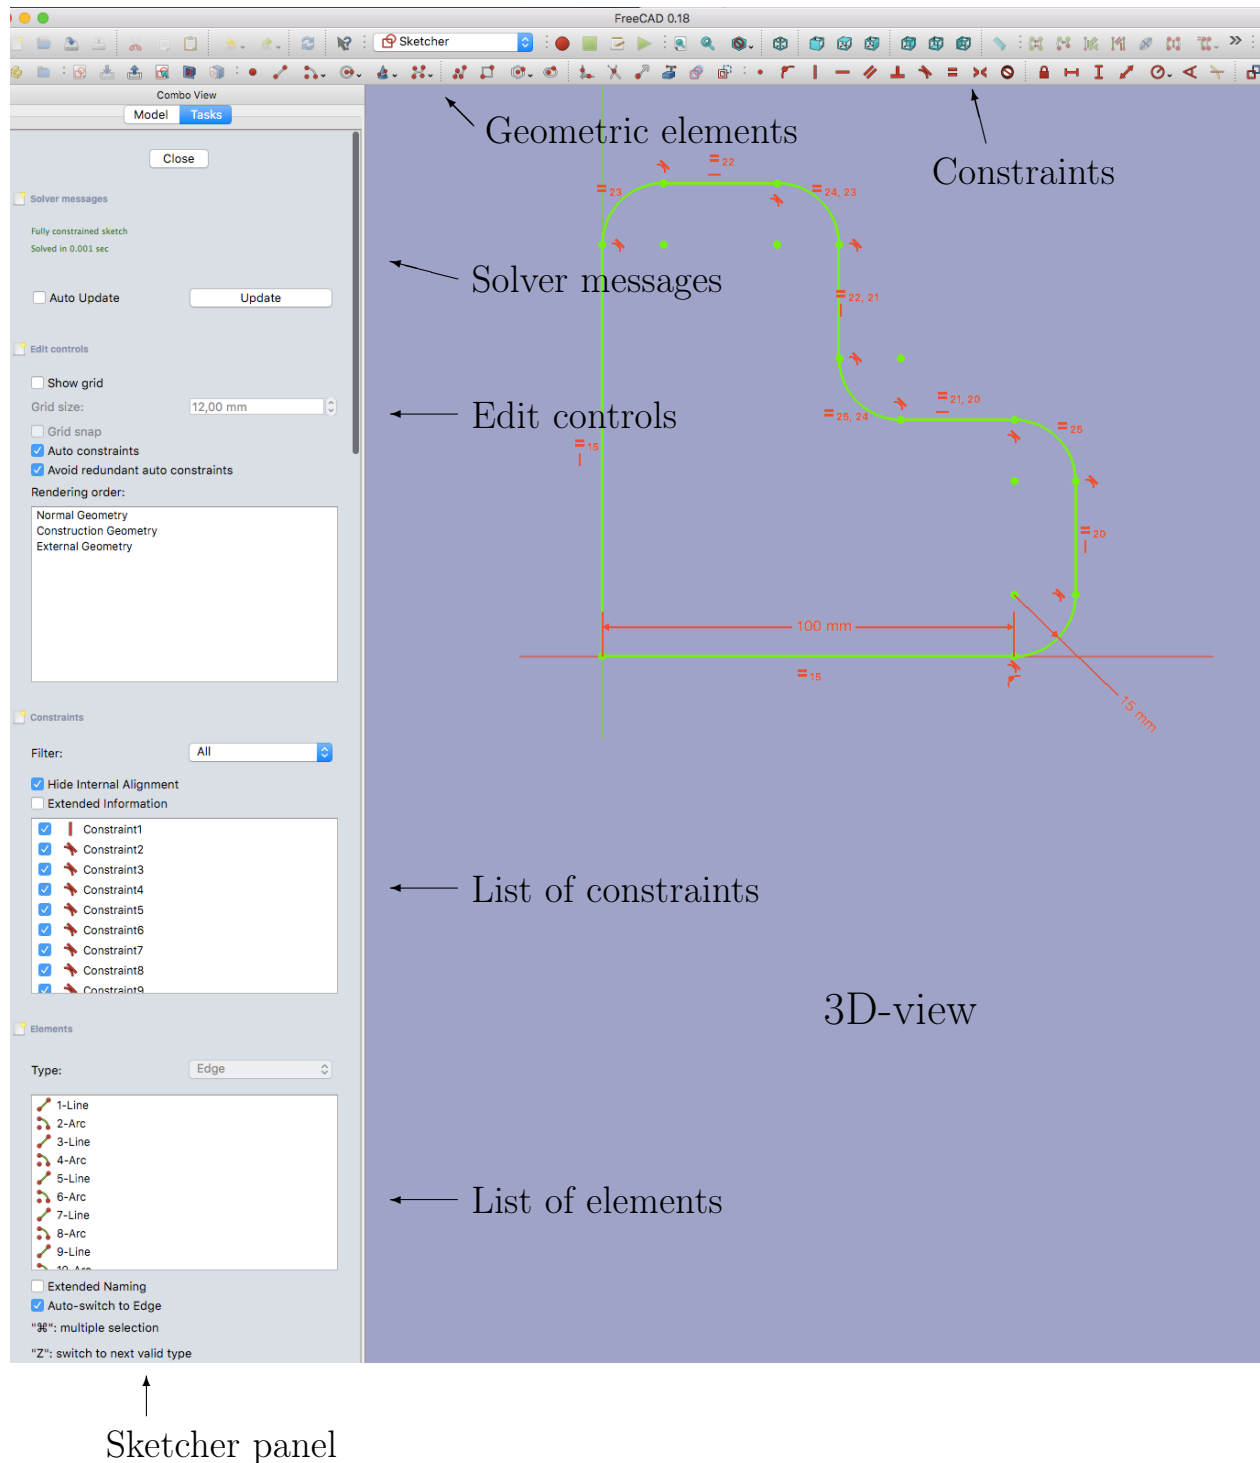 FreeCAD 0.18
Sketcher
Combo View
Model Tasks
Close
Solver messages
Fully constrained sketch
Solved in 0.001 sec
Auto Update Update
Edit controls
Show grid
Grid size: 12,00 mm
Grid snap
Auto constraints
Avoid redundant auto constraints
Rendering order:
Normal Geometry
Construction Geometry
External Geometry
Constraints
Filter: All
Hide Internal Alignment
Extended Information
Constraint1
Constraint2
Constraint3
Constraint4
Constraint5
Constraint6
Constraint7
Constraint8
Constraint9
Elements
Type: Edge
1-Line
2-Arc
3-Line
4-Arc
5-Line
6-Arc
7-Line
8-Arc
9-Line
10-Arc
Extended Naming
Auto-switch to Edge
"⌘": multiple selection
"Z": switch to next valid type
Geometric elements
Constraints
22
23
24, 23
Solver messages
22, 21
21, 20
Edit controls
25, 24
25
15
20
100 mm
15
15 mm
List of constraints
3D-view
List of elements
Sketcher panel